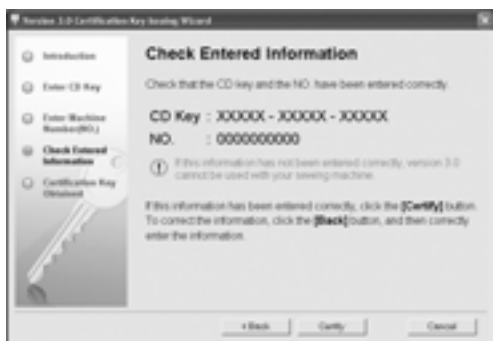 Version 3.0 Certification Key Issuing Wizard
Introduction
Enter CD Key
Enter Machine
Number(NO.)
Check Entered
Information
Certification Key
Obtained
Check Entered Information
Check that the CD key and the NO. have been entered correctly.
CD Key : XXXXX - XXXXX - XXXXX
NO. : 0000000000
If this information has not been entered correctly, version 3.0
cannot be used with your sewing machine.
If this information has been entered correctly, click the [Certify] button.
To correct the information, click the [Back] button, and then correctly
enter the information.
< Back
Certify
Cancel